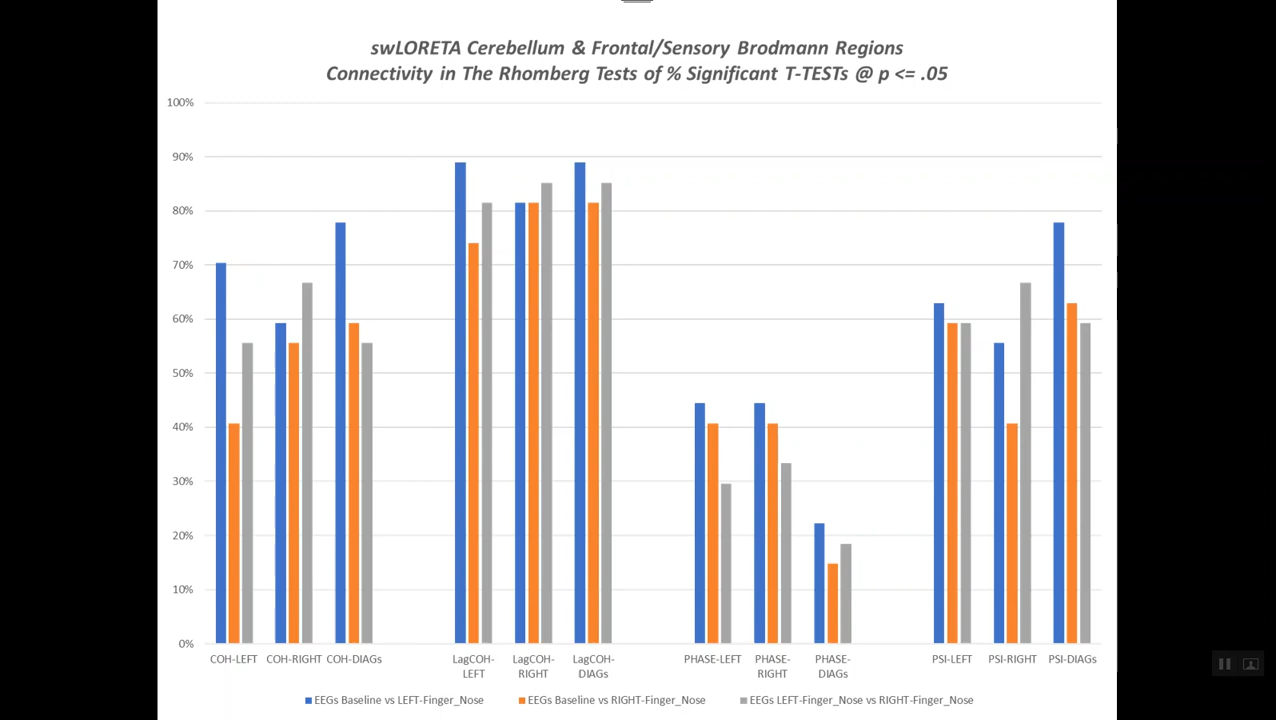 swLORETA Cerebellum & Frontal/Sensory Brodmann Regions
Connectivity in The Rhomberg Tests of % Significant T-TESTs @ p <= .05
100%
90%
80%
70%
60%
50%
40%
30%
20%
10%
0%
COH-LEFT COH-RIGHT COH-DIAGs
LagCOH-LEFT
LagCOH-RIGHT
LagCOH-DIAGs
PHASE-LEFT
PHASE-RIGHT
PHASE-DIAGs
PSI-LEFT PSI-RIGHT PSI-DIAGs
EEGs Baseline vs LEFT-Finger_Nose EEGs Baseline vs RIGHT-Finger_Nose EEGs LEFT-Finger_Nose vs RIGHT-Finger_Nose